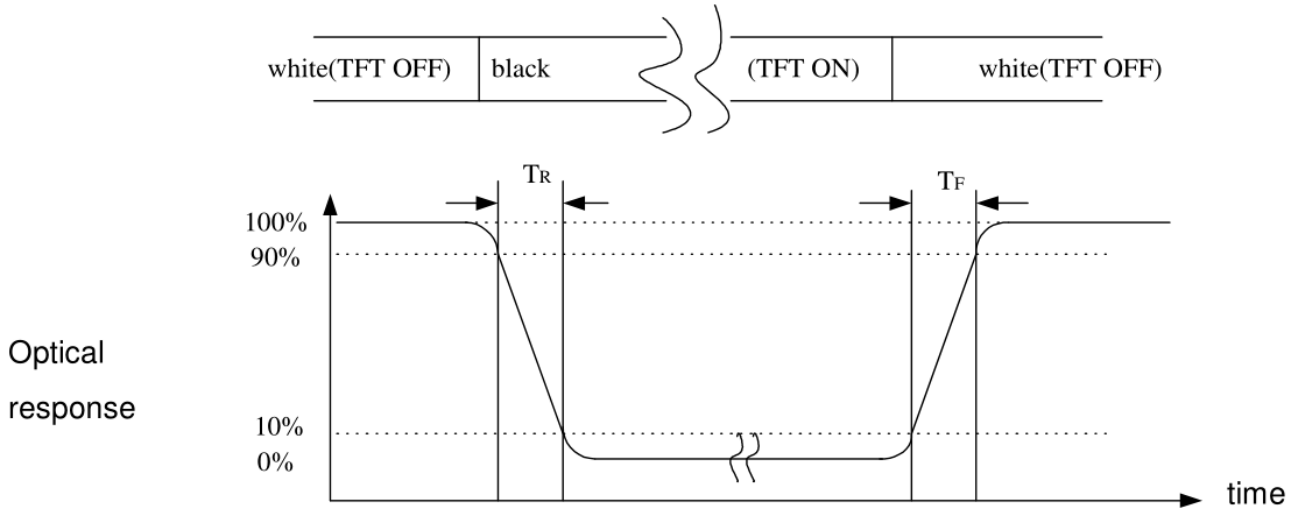 white(TFT OFF) black (TFT ON) white(TFT OFF)
TR TF
100%
90%
Optical
response
10%
0%
time